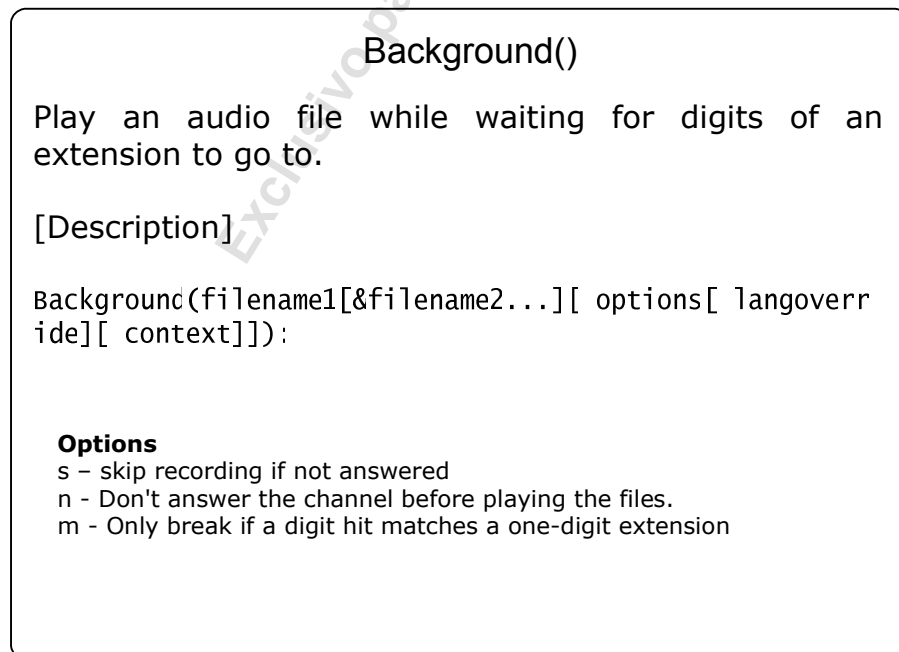 Background()
Play an audio file while waiting for digits of an
extension to go to.
[Description]
Background(filename1[&filename2...][ options[ langoverr
ide][ context]]):
Options
s – skip recording if not answered
n - Don't answer the channel before playing the files.
m - Only break if a digit hit matches a one-digit extension
Exclusivo pa